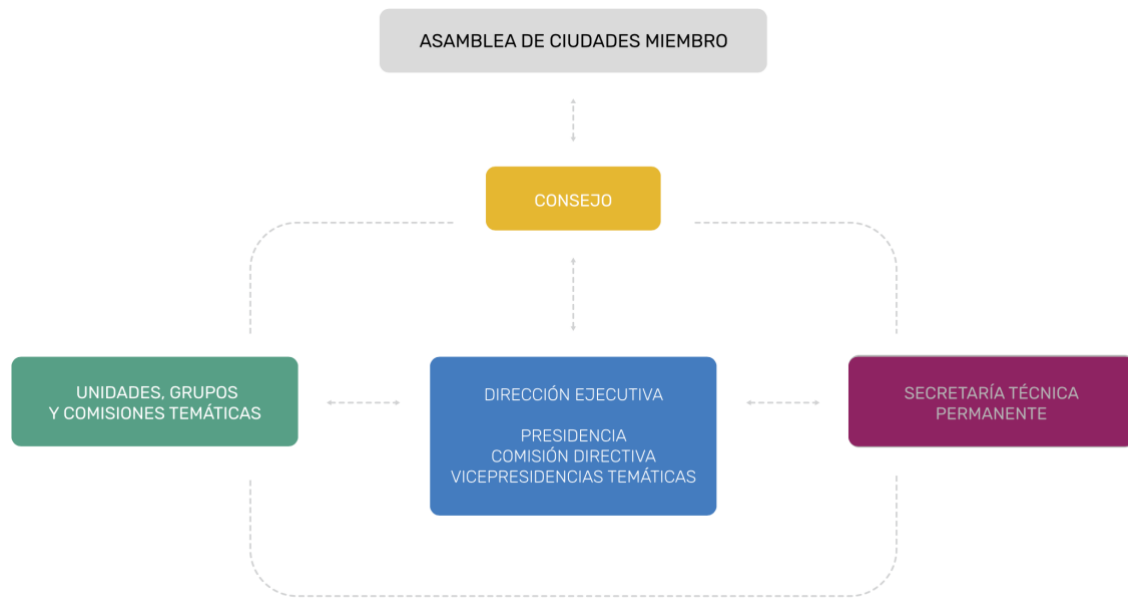 ASAMBLEA DE CIUDADES MIEMBRO
CONSEJO
UNIDADES, GRUPOS
Y COMISIONES TEMÁTICAS
DIRECCIÓN EJECUTIVA
PRESIDENCIA
COMISIÓN DIRECTIVA
VICEPRESIDENCIAS TEMÁTICAS
SECRETARÍA TÉCNICA
PERMANENTE